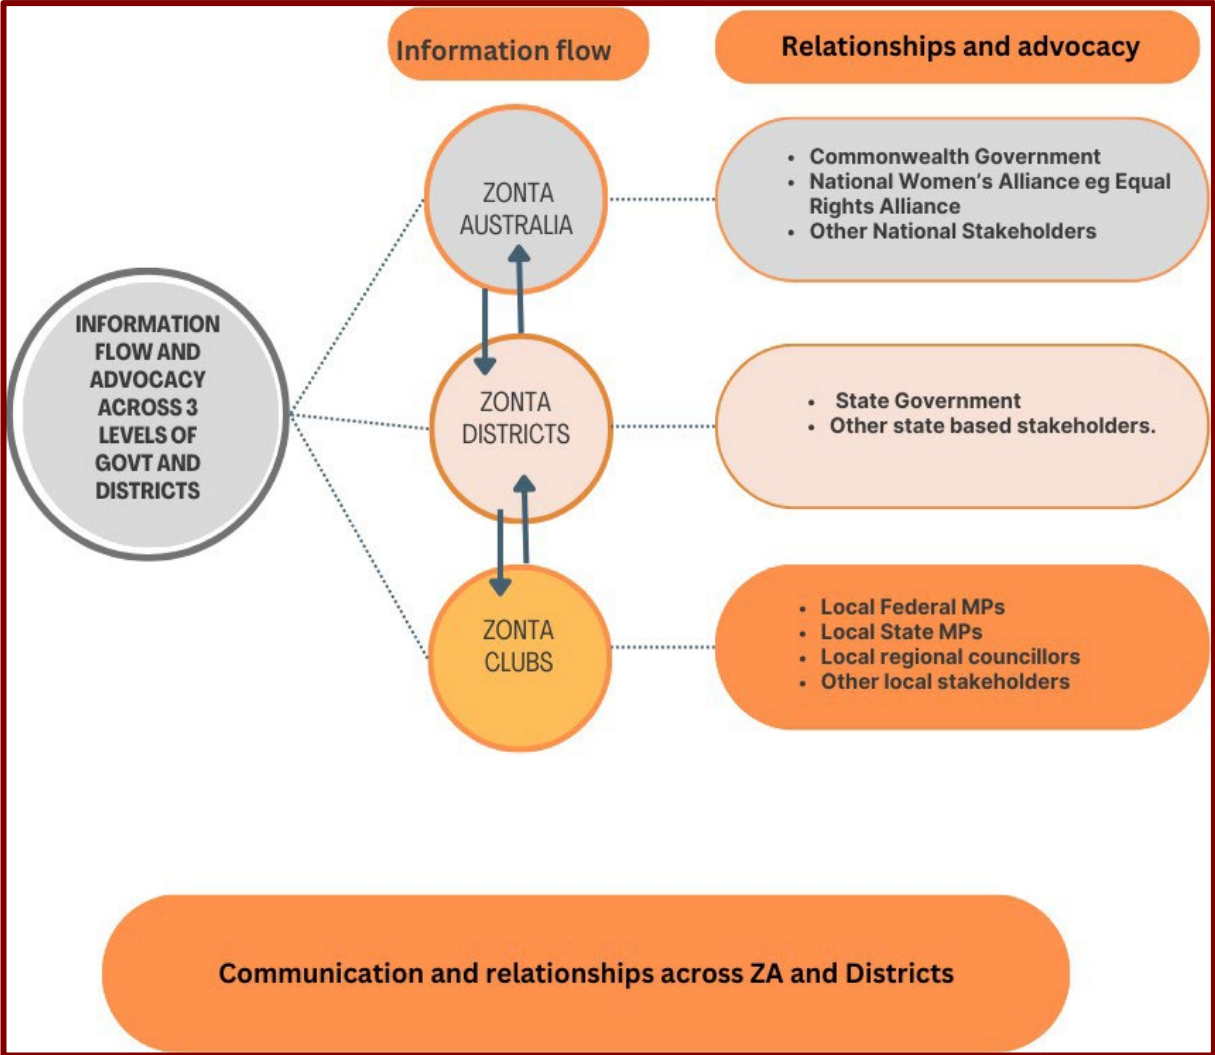 Information flow
Relationships and advocacy
INFORMATION
FLOW AND
ADVOCACY
ACROSS 3
LEVELS OF
GOVT AND
DISTRICTS
ZONTA
AUSTRALIA
• Commonwealth Government
• National Women's Alliance eg Equal
Rights Alliance
• Other National Stakeholders
ZONTA
DISTRICTS
• State Government
• Other state based stakeholders.
ZONTA
CLUBS
• Local Federal MPs
• Local State MPs
• Local regional councillors
• Other local stakeholders
Communication and relationships across ZA and Districts